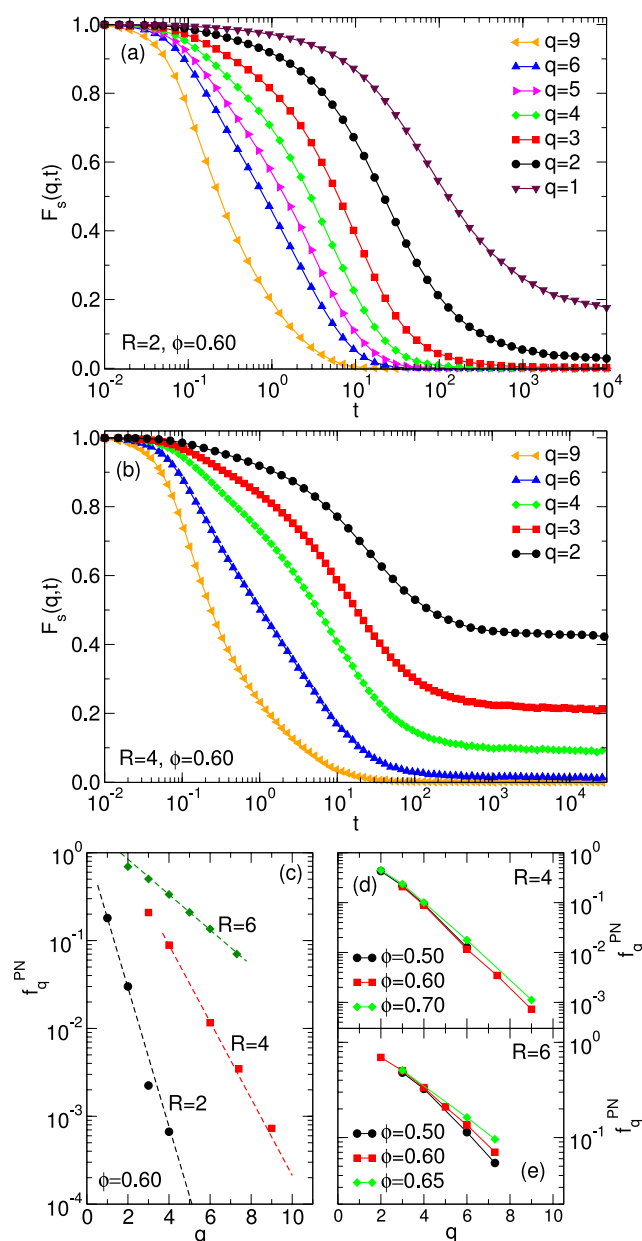 (a)
1.0
0.8
0.6
0.4
0.2
0.0
F_s(q,t)
q=9
q=6
q=5
q=4
q=3
q=2
q=1
R=2, ϕ=0.60
10^-2 10^-1 10^0 10^1 10^2 10^3 10^4
t
(b)
1.0
0.8
0.6
0.4
0.2
0.0
F_s(q,t)
q=9
q=6
q=4
q=3
q=2
R=4, ϕ=0.60
10^-2 10^-1 10^0 10^1 10^2 10^3 10^4
t
(c)
10^0
10^-1
10^-2
10^-3
10^-4
f_q^PN
R=6
R=4
R=2
ϕ=0.60
0 2 4 6 8 10
q
(d)
R=4
10^0
10^-1
10^-2
10^-3
f_q^PN
ϕ=0.50
ϕ=0.60
ϕ=0.70
R=6
10^0
10^-1
f_q^PN
ϕ=0.50
ϕ=0.60
ϕ=0.65
(e)
2 4 6 8 10
q